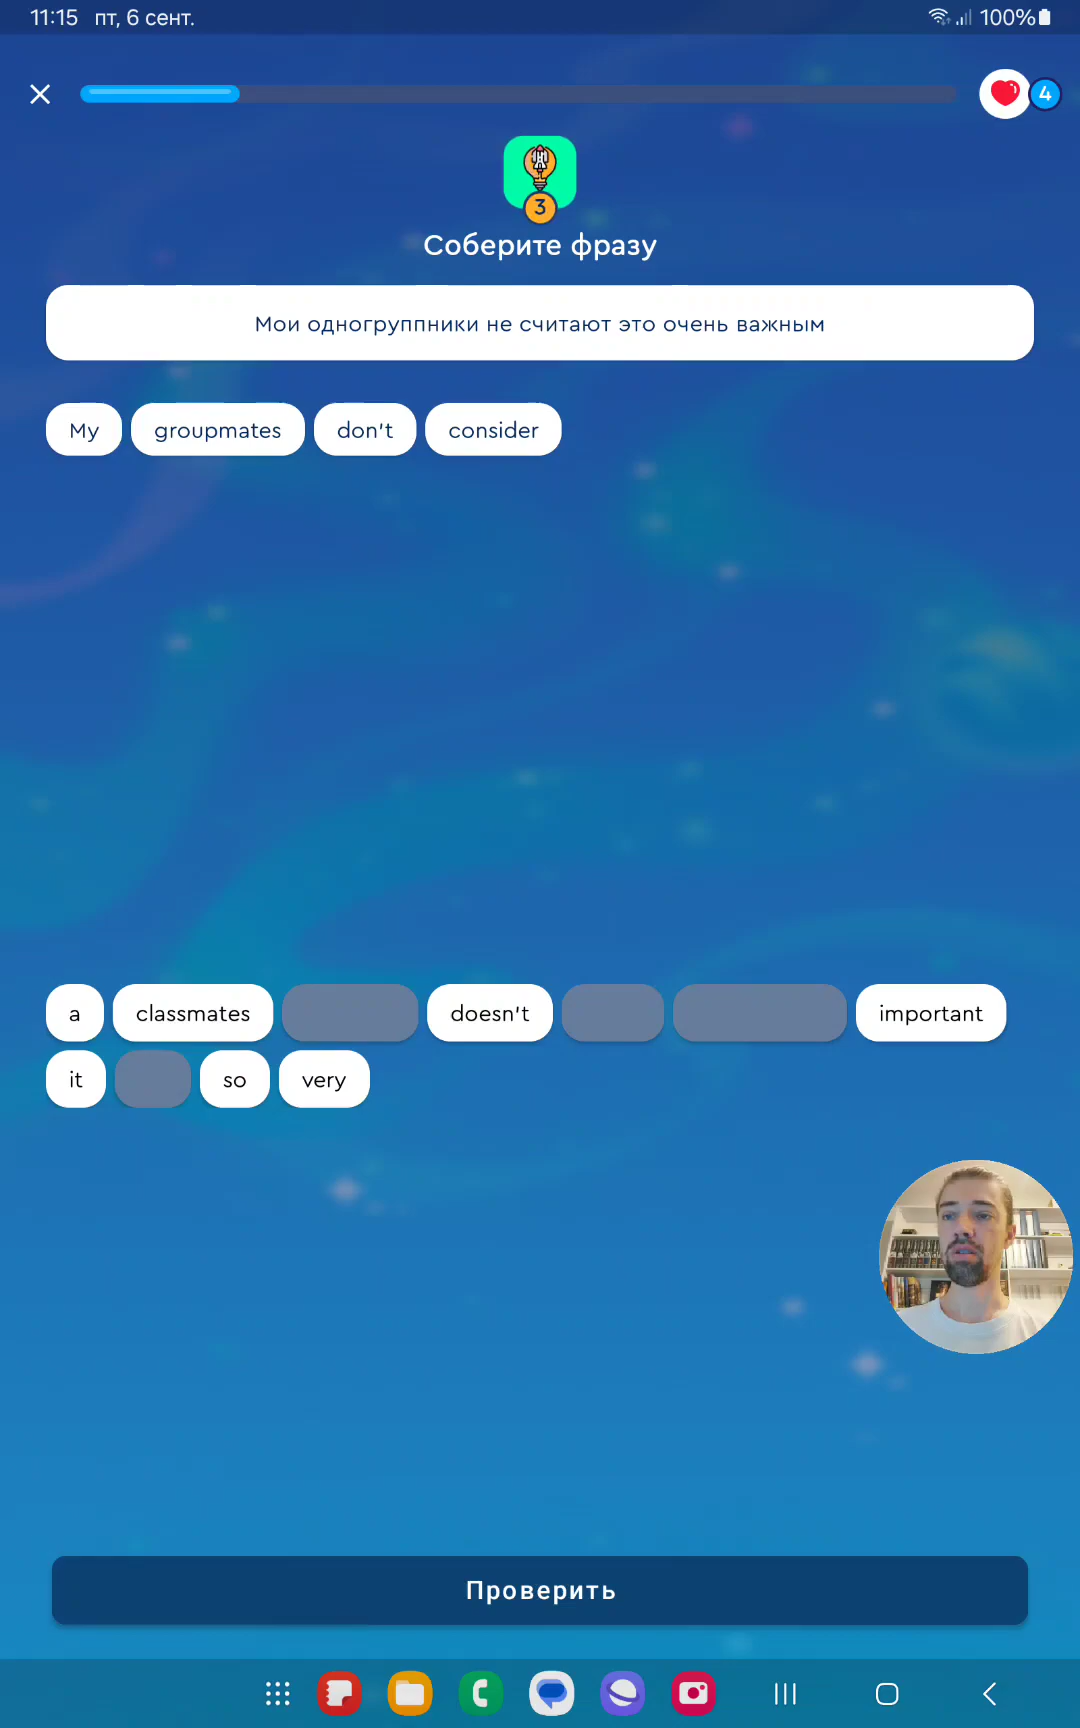 11:15 пт, 6 сент. 100%
4
3
Соберите фразу
Мои одногруппники не считают это очень важным
My groupmates don't consider
a classmates doesn't important
it so very
Проверить